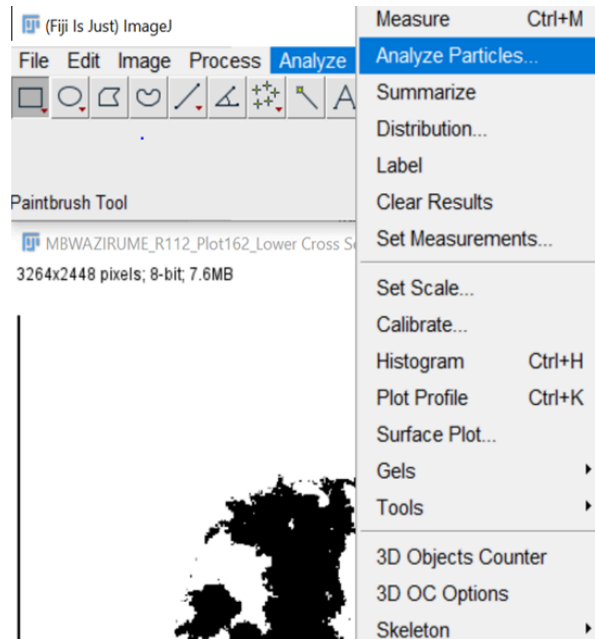 (Fiji Is Just) ImageJ
File Edit Image Process Analyze
A
Paintbrush Tool
MBWAZIRUME_R112_Plot162_Lower Cross Se
3264x2448 pixels; 8-bit; 7.6MB
Measure Ctrl+M
Analyze Particles...
Summarize
Distribution...
Label
Clear Results
Set Measurements...
Set Scale...
Calibrate...
Histogram Ctrl+H
Plot Profile Ctrl+K
Surface Plot...
Gels
Tools
3D Objects Counter
3D OC Options
Skeleton